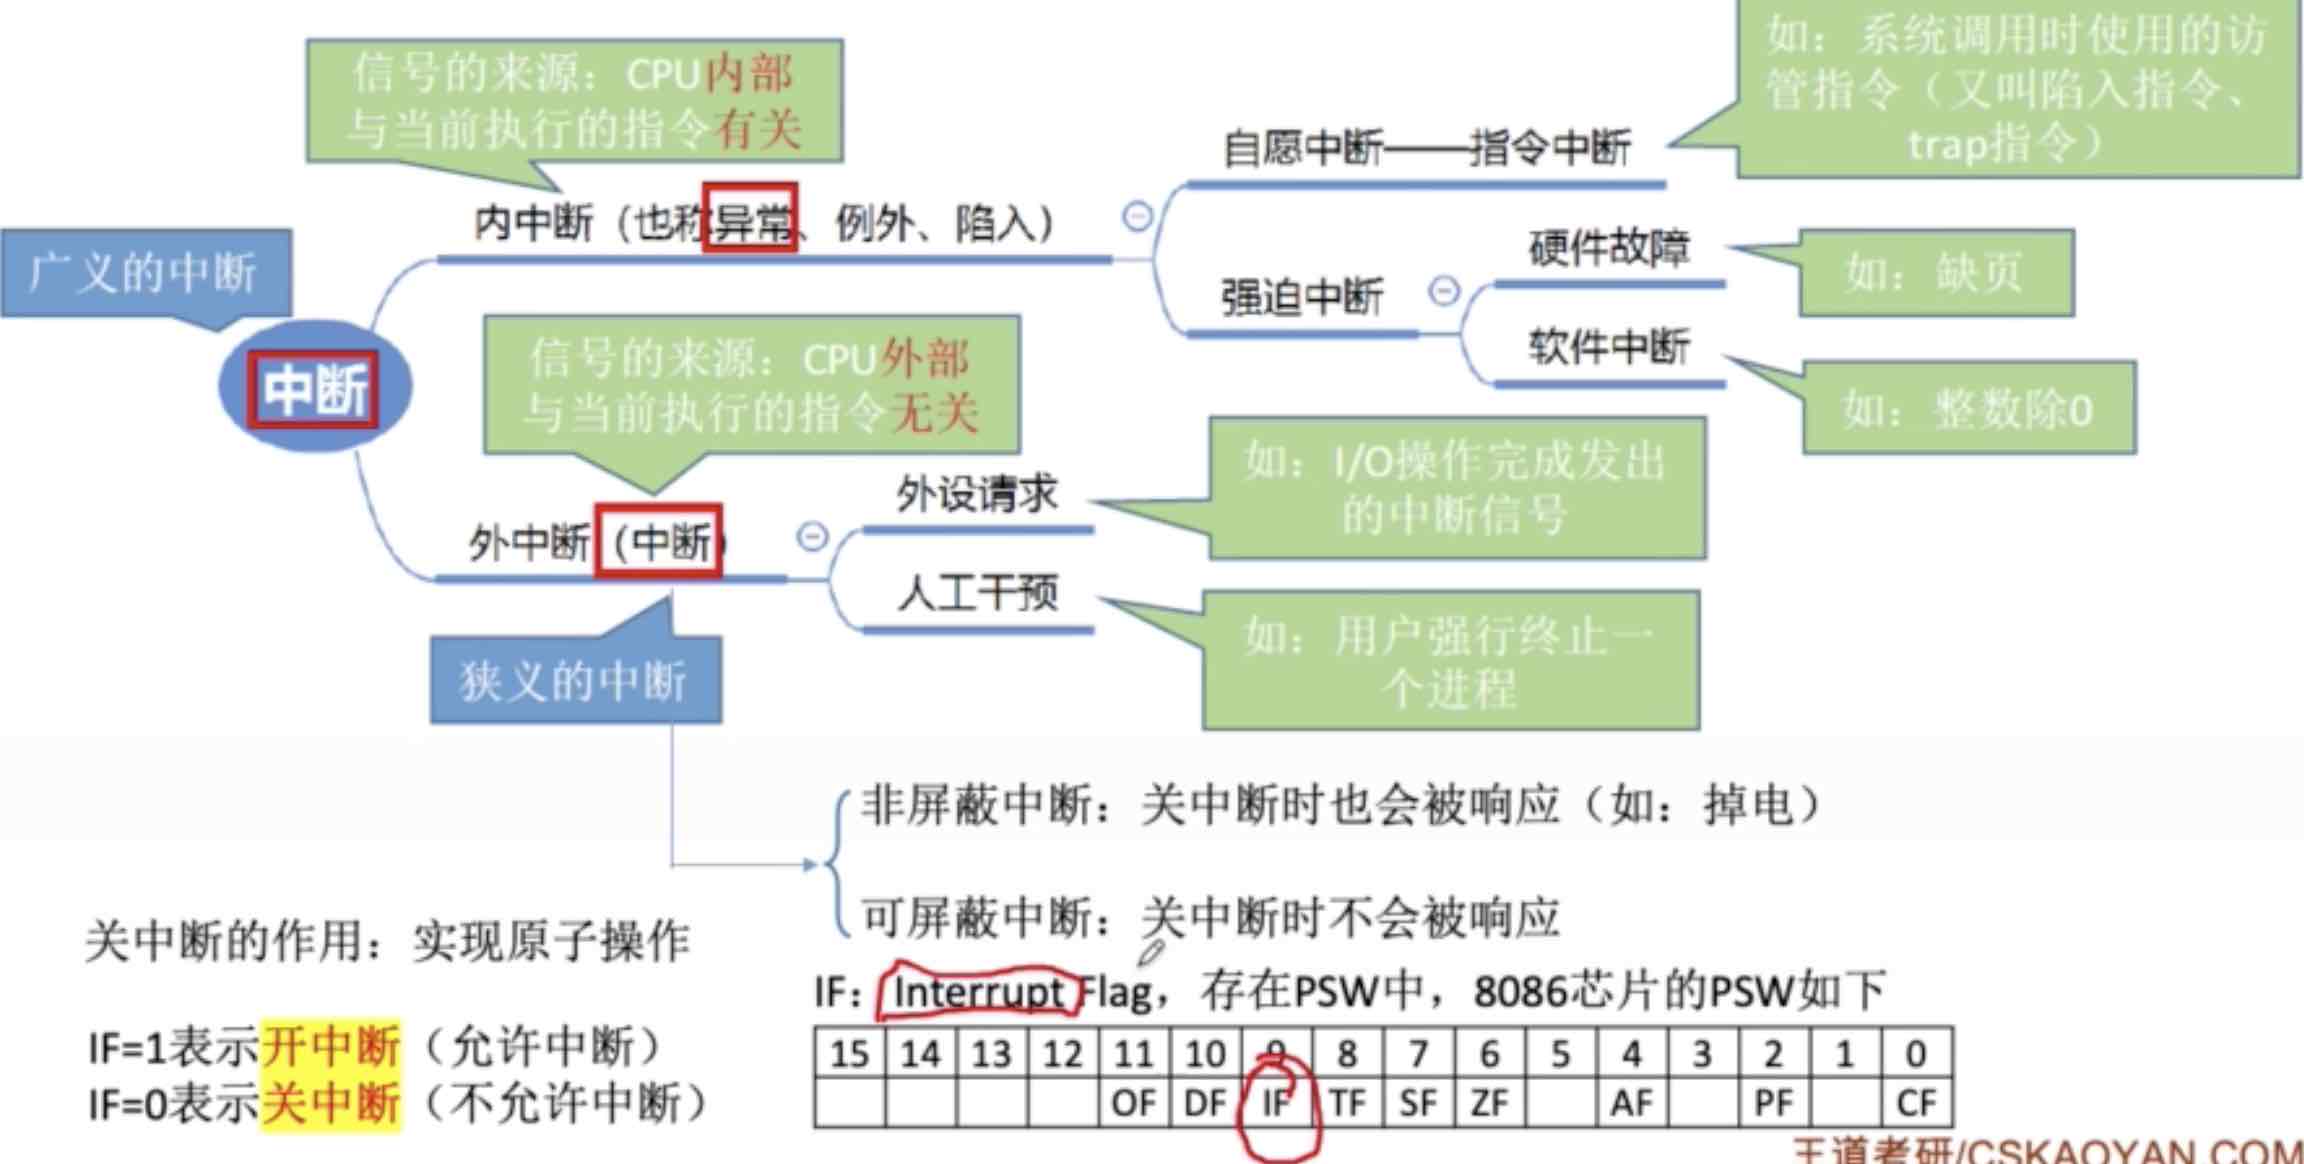 信号的来源：CPU内部
与当前执行的指令有关
如：系统调用时使用的访
管指令（又叫陷入指令、
trap指令）
自愿中断——指令中断
内中断（也称异常、例外、陷入）
硬件故障
如：缺页
强迫中断
软件中断
如：整数除0
广义的中断
中断
信号的来源：CPU外部
与当前执行的指令无关
外设请求
如：I/O操作完成发出
的中断信号
外中断（中断）
人工干预
如：用户强行终止一
个进程
狭义的中断
非屏蔽中断：关中断时也会被响应（如：掉电）
可屏蔽中断：关中断时不会被响应
关中断的作用：实现原子操作
IF：Interrupt Flag，存在PSW中，8086芯片的PSW如下
IF=1表示开中断（允许中断）
IF=0表示关中断（不允许中断）
15 14 13 12 11 10 9 8 7 6 5 4 3 2 1 0
OF DF IF TF SF ZF AF PF CF
王道考研/CSKAOYAN.COM